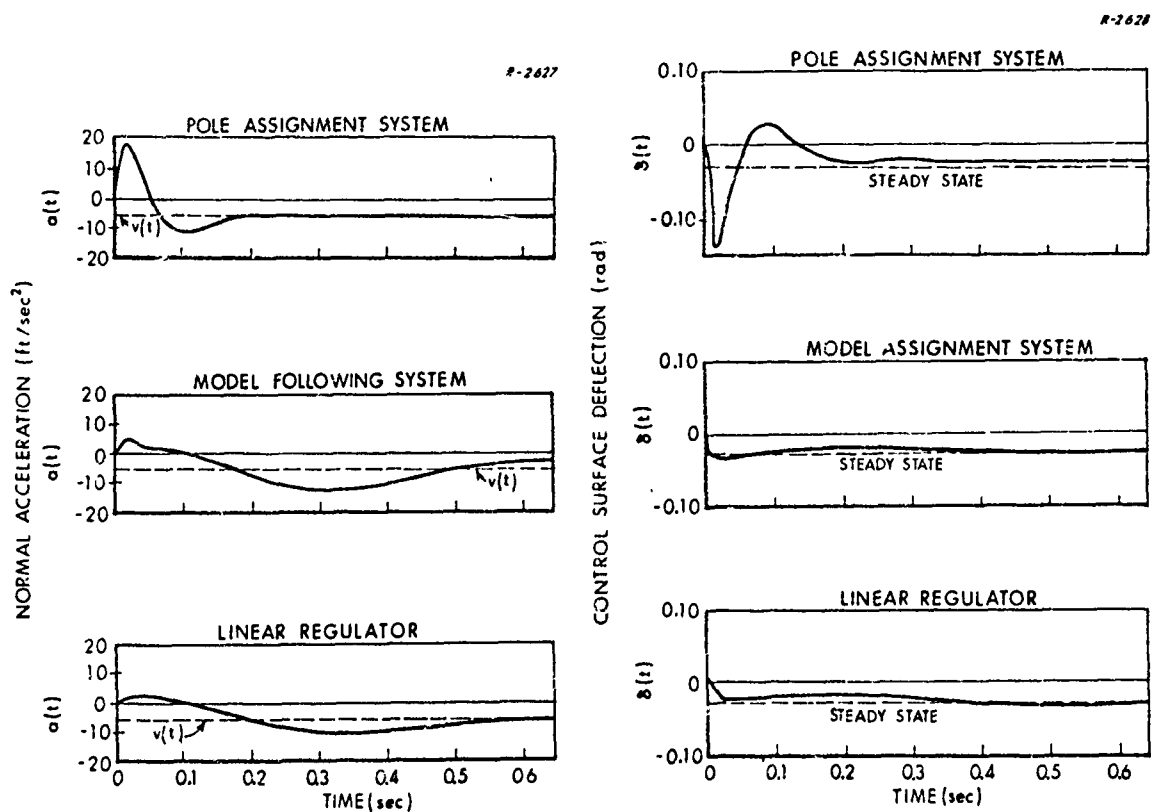 R-2627
NORMAL ACCELERATION (ft/sec²)
POLE ASSIGNMENT SYSTEM
a(t)
20
10
0
-10
-20
v(t)
MODEL FOLLOWING SYSTEM
a(t)
20
10
0
-10
-20
v(t)
LINEAR REGULATOR
a(t)
20
10
0
-10
-20
v(t)
0 0.1 0.2 0.3 0.4 0.5 0.6
TIME (sec)
R-2628
CONTROL SURFACE DEFLECTION (rad)
POLE ASSIGNMENT SYSTEM
δ(t)
0.10
0
-0.10
STEADY STATE
MODEL ASSIGNMENT SYSTEM
δ(t)
0.10
0
-0.10
STEADY STATE
LINEAR REGULATOR
δ(t)
0.10
0
-0.10
STEADY STATE
0 0.1 0.2 0.3 0.4 0.5 0.6
TIME (sec)